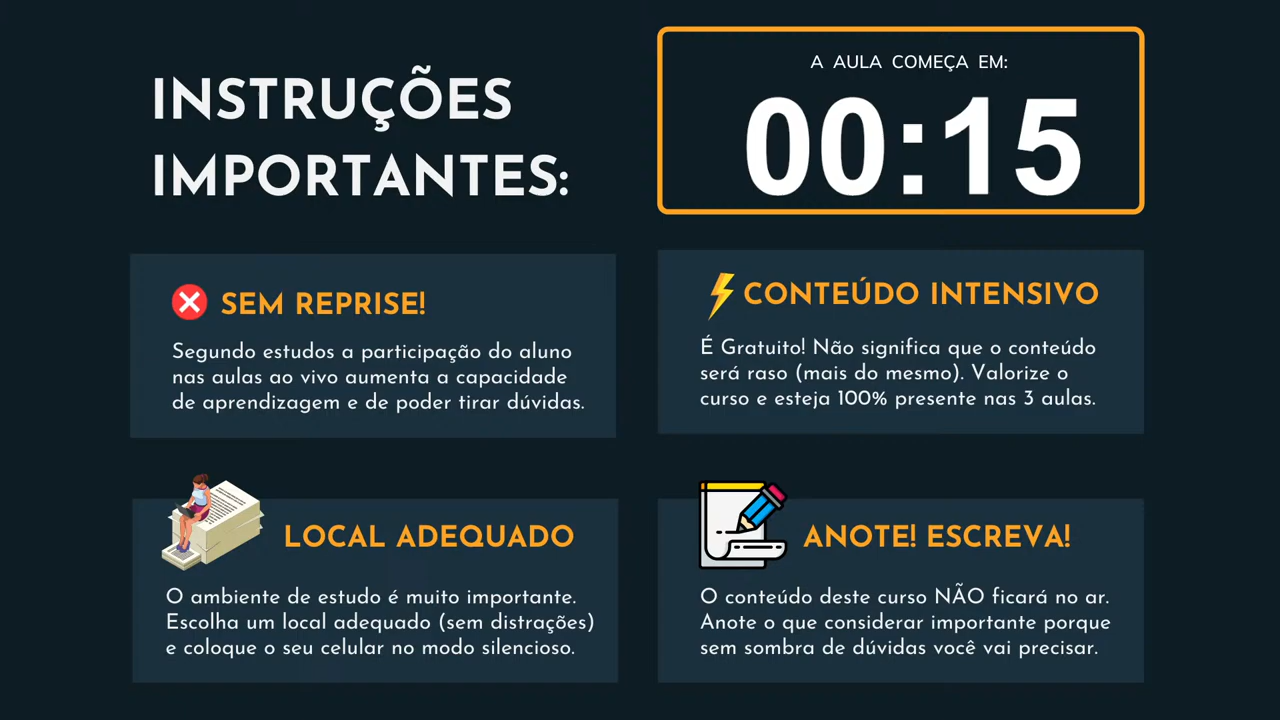 INSTRUÇÕES
IMPORTANTES:
A AULA COMEÇA EM:
00:15
SEM REPRISE!
Segundo estudos a participação do aluno
nas aulas ao vivo aumenta a capacidade
de aprendizagem e de poder tirar dúvidas.
CONTEÚDO INTENSIVO
É Gratuito! Não significa que o conteúdo
será raso (mais do mesmo). Valorize o
curso e esteja 100% presente nas 3 aulas.
LOCAL ADEQUADO
O ambiente de estudo é muito importante.
Escolha um local adequado (sem distrações)
e coloque o seu celular no modo silencioso.
ANOTE! ESCREVA!
O conteúdo deste curso NÃO ficará no ar.
Anote o que considerar importante porque
sem sombra de dúvidas você vai precisar.